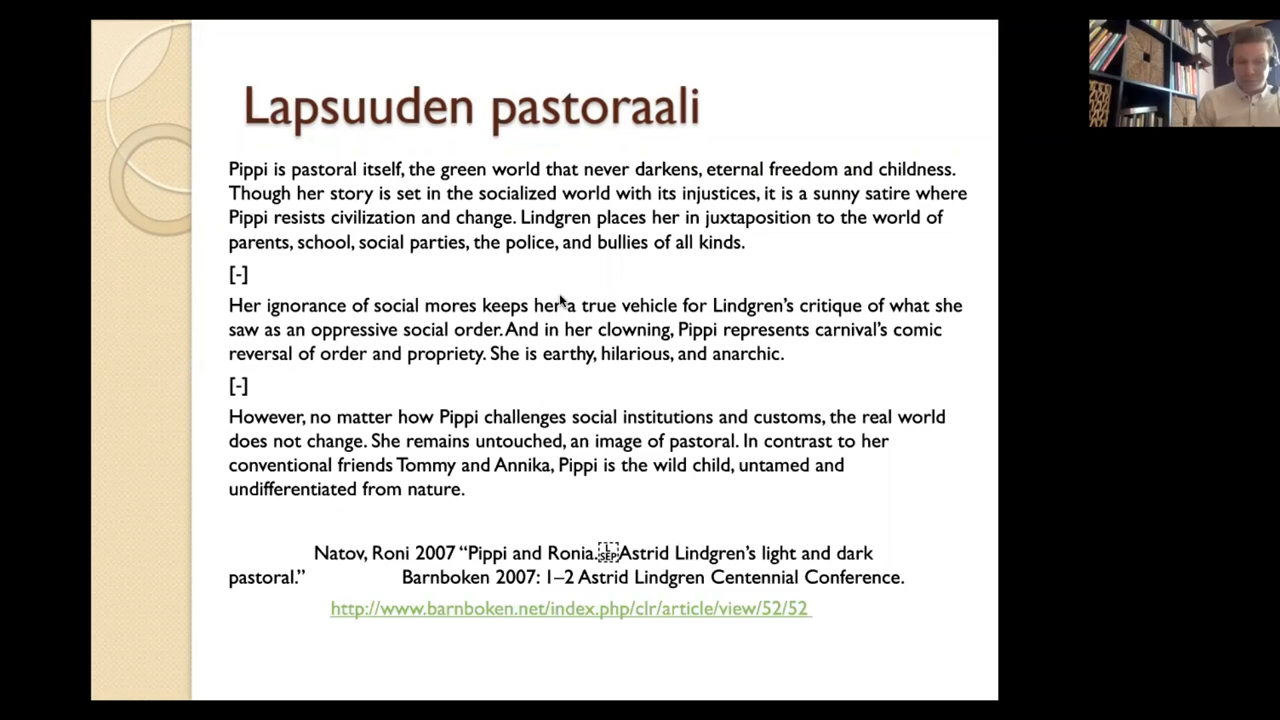 Lapsuuden pastoraali
Pippi is pastoral itself, the green world that never darkens, eternal freedom and childness.
Though her story is set in the socialized world with its injustices, it is a sunny satire where
Pippi resists civilization and change. Lindgren places her in juxtaposition to the world of
parents, school, social parties, the police, and bullies of all kinds.
[-]
Her ignorance of social mores keeps her a true vehicle for Lindgren's critique of what she
saw as an oppressive social order. And in her clowning, Pippi represents carnival's comic
reversal of order and propriety. She is earthy, hilarious, and anarchic.
[-]
However, no matter how Pippi challenges social institutions and customs, the real world
does not change. She remains untouched, an image of pastoral. In contrast to her
conventional friends Tommy and Annika, Pippi is the wild child, untamed and
undifferentiated from nature.
Natov, Roni 2007 “Pippi and Ronia. SEP Astrid Lindgren's light and dark
pastoral.” Barnboken 2007: 1–2 Astrid Lindgren Centennial Conference.
http://www.barnboken.net/index.php/clr/article/view/52/52